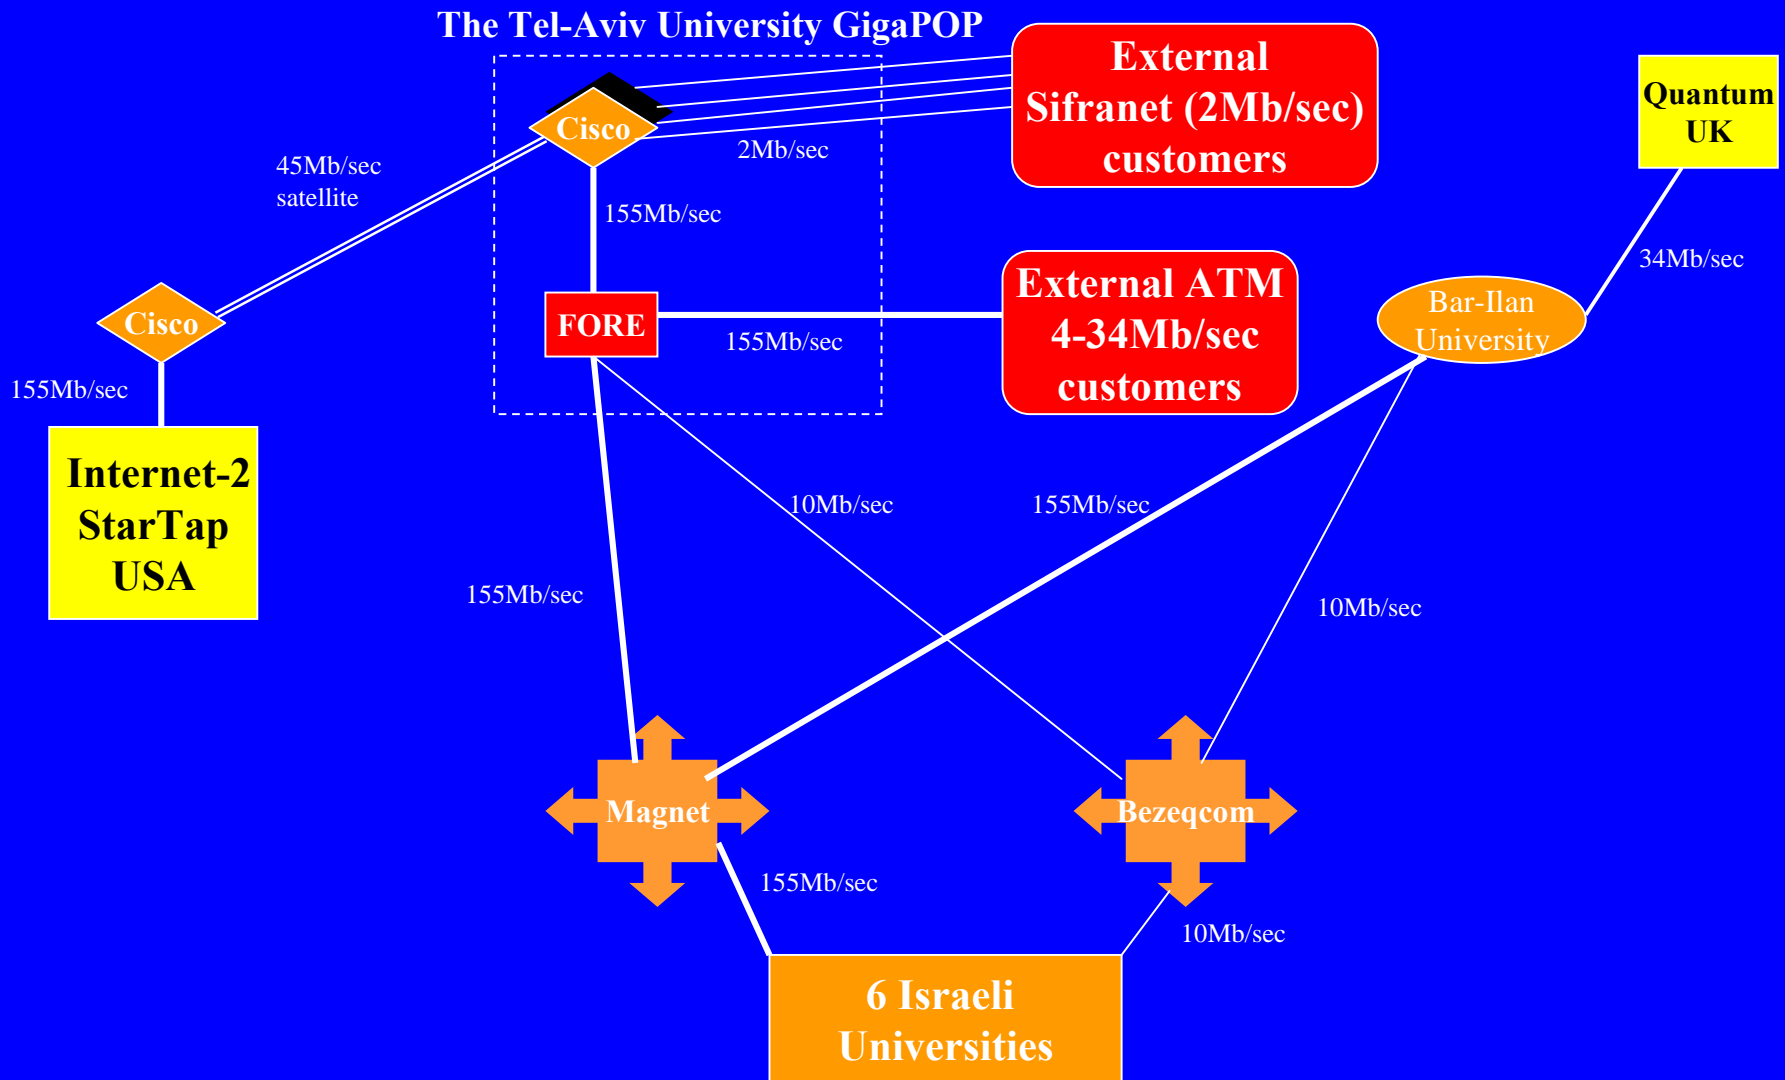 The Tel-Aviv University GigaPOP
External
Sifranet (2Mb/sec)
customers
Quantum
UK
Cisco
2Mb/sec
45Mb/sec
satellite
155Mb/sec
34Mb/sec
External ATM
4-34Mb/sec
customers
Bar-Ilan
University
Cisco
FORE
155Mb/sec
155Mb/sec
Internet-2
StarTap
USA
10Mb/sec
155Mb/sec
155Mb/sec
10Mb/sec
Magnet
Bezeqcom
155Mb/sec
10Mb/sec
6 Israeli
Universities